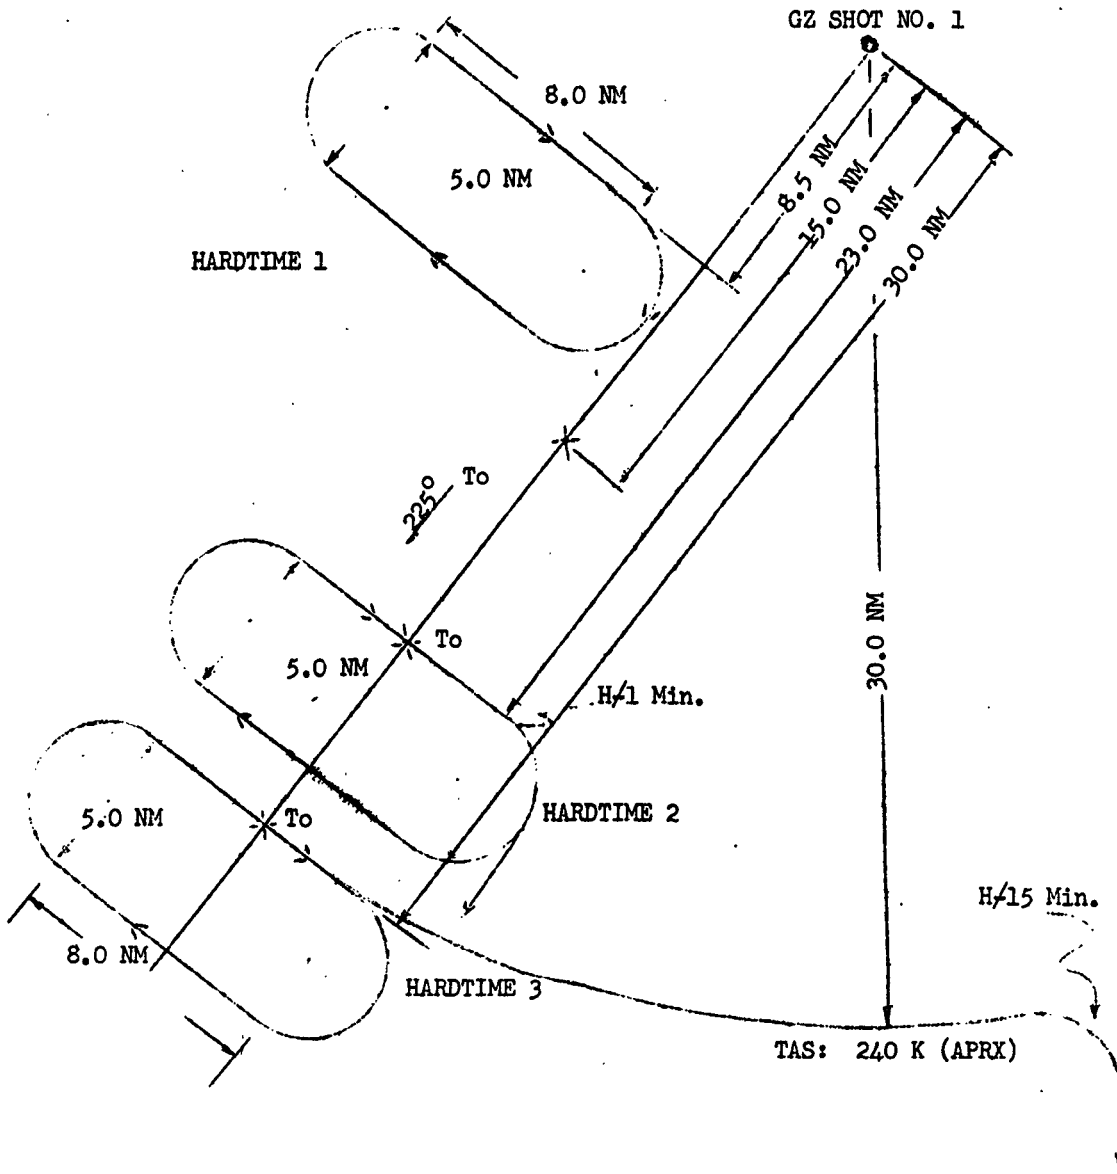 GZ SHOT NO. 1
8.0 NM
5.0 NM
8.5 NM
15.0 NM
23.0 NM
30.0 NM
HARDTIME 1
225° To
To
5.0 NM
30.0 NM
H/1 Min.
To
5.0 NM
HARDTIME 2
H/15 Min.
8.0 NM
HARDTIME 3
TAS: 240 K (APRX)